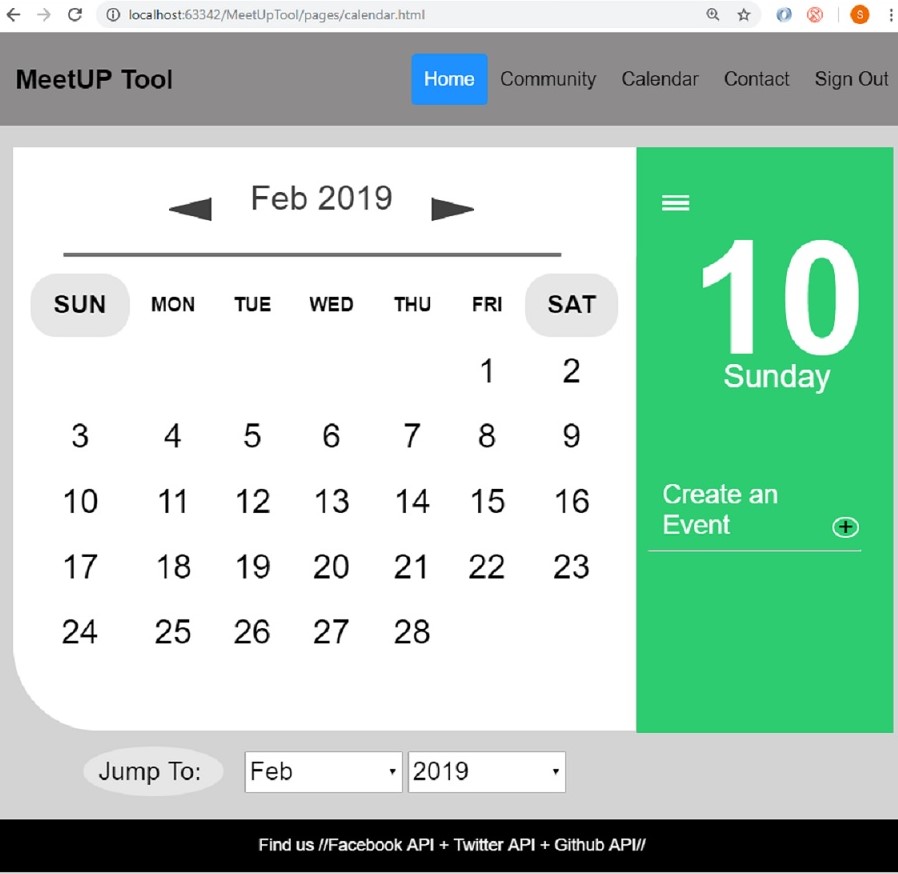 localhost:63342/MeetUpTool/pages/calendar.html
S
MeetUP Tool Home Community Calendar Contact Sign Out
Feb 2019
SUN MON TUE WED THU FRI SAT
1 2
3 4 5 6 7 8 9
10 11 12 13 14 15 16
17 18 19 20 21 22 23
24 25 26 27 28
10
Sunday
Create an
Event
Jump To: Feb 2019
Find us //Facebook API + Twitter API + Github API//